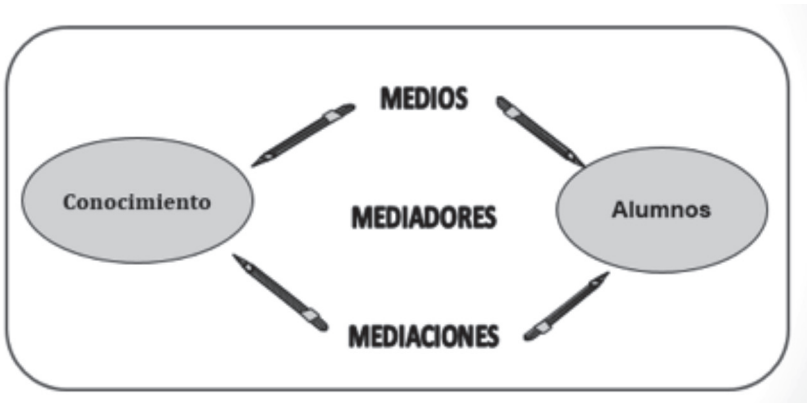 MEDIOS
Conocimiento
MEDIADORES
Alumnos
MEDIACIONES